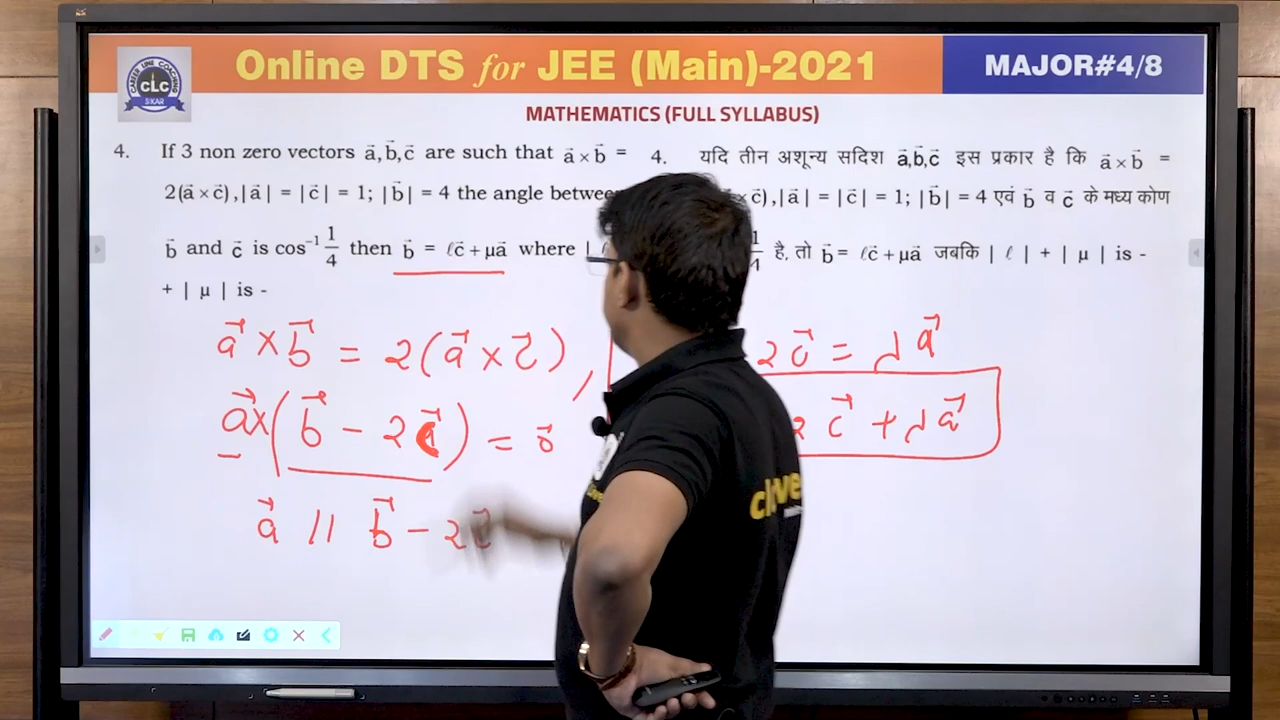 Online DTS for JEE (Main)-2021
MAJOR#4/8
CLC
SIKAR
MATHEMATICS (FULL SYLLABUS)
4. If 3 non zero vectors a⃗,b⃗,c⃗ are such that a⃗×b⃗ =
2(a⃗×c⃗),|a⃗| = |c⃗| = 1; |b⃗| = 4 the angle betwee
b⃗ and c⃗ is cos⁻¹ 1/4 then b⃗ = ℓc⃗+μa⃗ where |
+ | μ | is -
4. यदि तीन अशून्य सदिश a⃗,b⃗,c⃗ इस प्रकार है कि a⃗×b⃗ =
c⃗),|a⃗| = |c⃗| = 1; |b⃗| = 4 एवं b⃗ व c⃗ के मध्य कोण
1/4 है, तो b⃗ = ℓc⃗+μa⃗ जबकि | ℓ | + | μ | is -
a⃗ × b⃗ = 2(a⃗ × c⃗),
a⃗×(b⃗ - 2c⃗) = 0⃗
a⃗ // b⃗ - 2c⃗
2c⃗ = λa⃗
2c⃗ + λa⃗